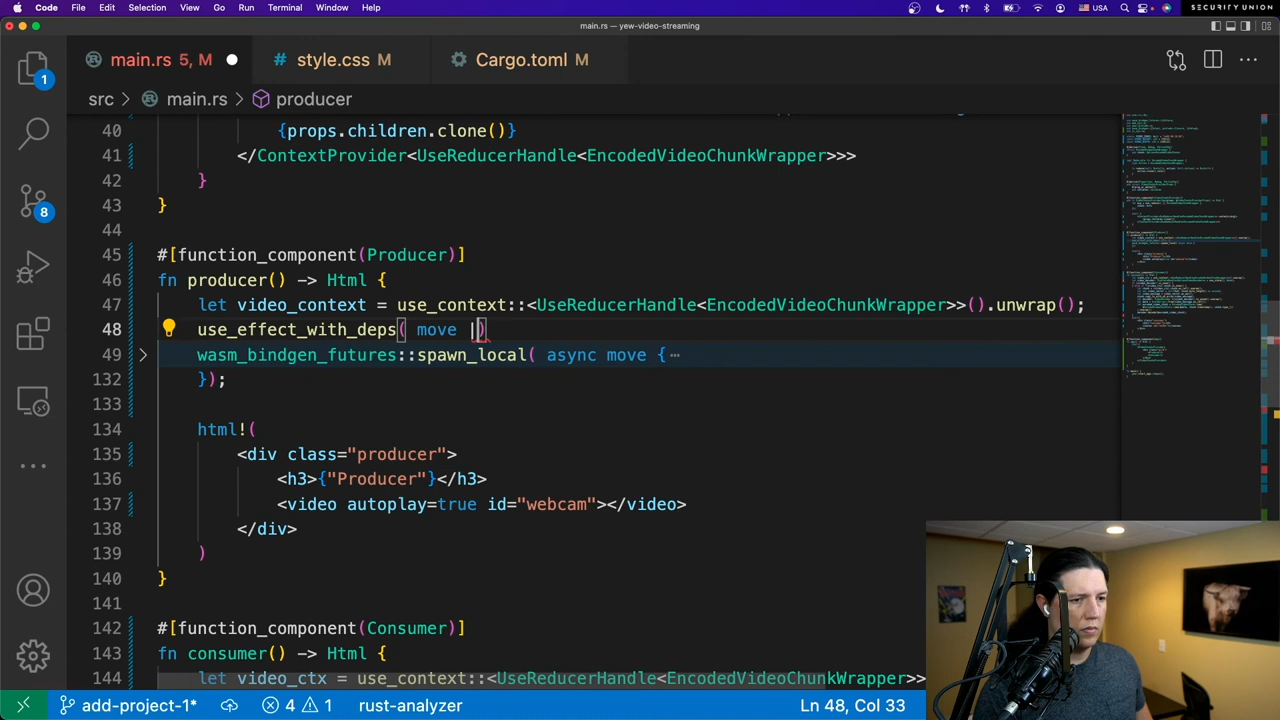 Code File Edit Selection View Go Run Terminal Window Help USA SECURITY UNION
main.rs — yew-video-streaming
main.rs 5, M
# style.css M
Cargo.toml M
src > main.rs > producer
1
8
40 {props.children.clone()}
41 </ContextProvider<UseReducerHandle<EncodedVideoChunkWrapper>>>
42 }
43 }
44
45 #[function_component(Producer)]
46 fn producer() -> Html {
47 let video_context = use_context::<UseReducerHandle<EncodedVideoChunkWrapper>>().unwrap();
48 use_effect_with_deps( move |)
49 wasm_bindgen_futures::spawn_local( async move {
132 });
133
134 html!(
135 <div class="producer">
136 <h3>{"Producer"}</h3>
137 <video autoplay=true id="webcam"></video>
138 </div>
139 )
140 }
141
142 #[function_component(Consumer)]
143 fn consumer() -> Html {
144 let video_ctx = use_context::<UseReducerHandle<EncodedVideoChunkWrapper>>
add-project-1* 4 1 rust-analyzer Ln 48, Col 33